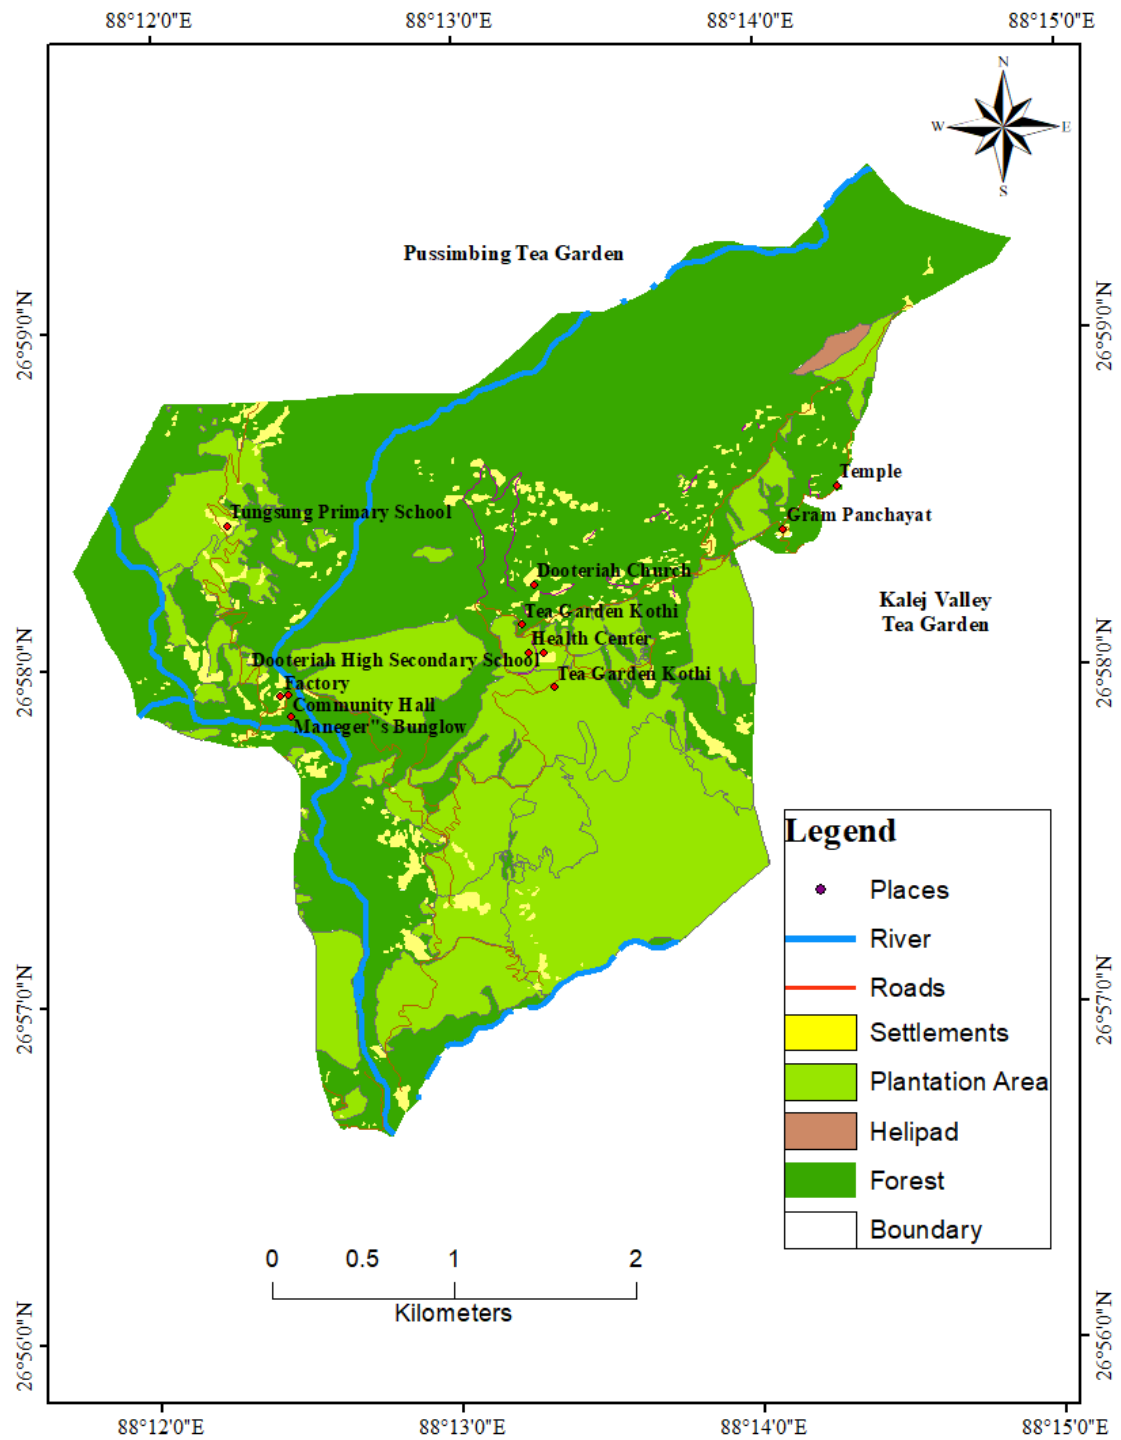 88°12'0"E 88°13'0"E 88°14'0"E 88°15'0"E
N
W E
S
Pussimbing Tea Garden
26°59'0"N 26°59'0"N
Temple
Tungsung Primary School
Gram Panchayat
Dooteriah Church
Kalej Valley
Tea Garden
Tea Garden Kothi
Health Center
26°58'0"N 26°58'0"N
Dooteriah High Secondary School
Tea Garden Kothi
Factory
Community Hall
Maneger"s Bunglow
Legend
Places
River
Roads
Settlements
Plantation Area
Helipad
Forest
Boundary
26°57'0"N 26°57'0"N
0 0.5 1 2
Kilometers
26°56'0"N 26°56'0"N
88°12'0"E 88°13'0"E 88°14'0"E 88°15'0"E